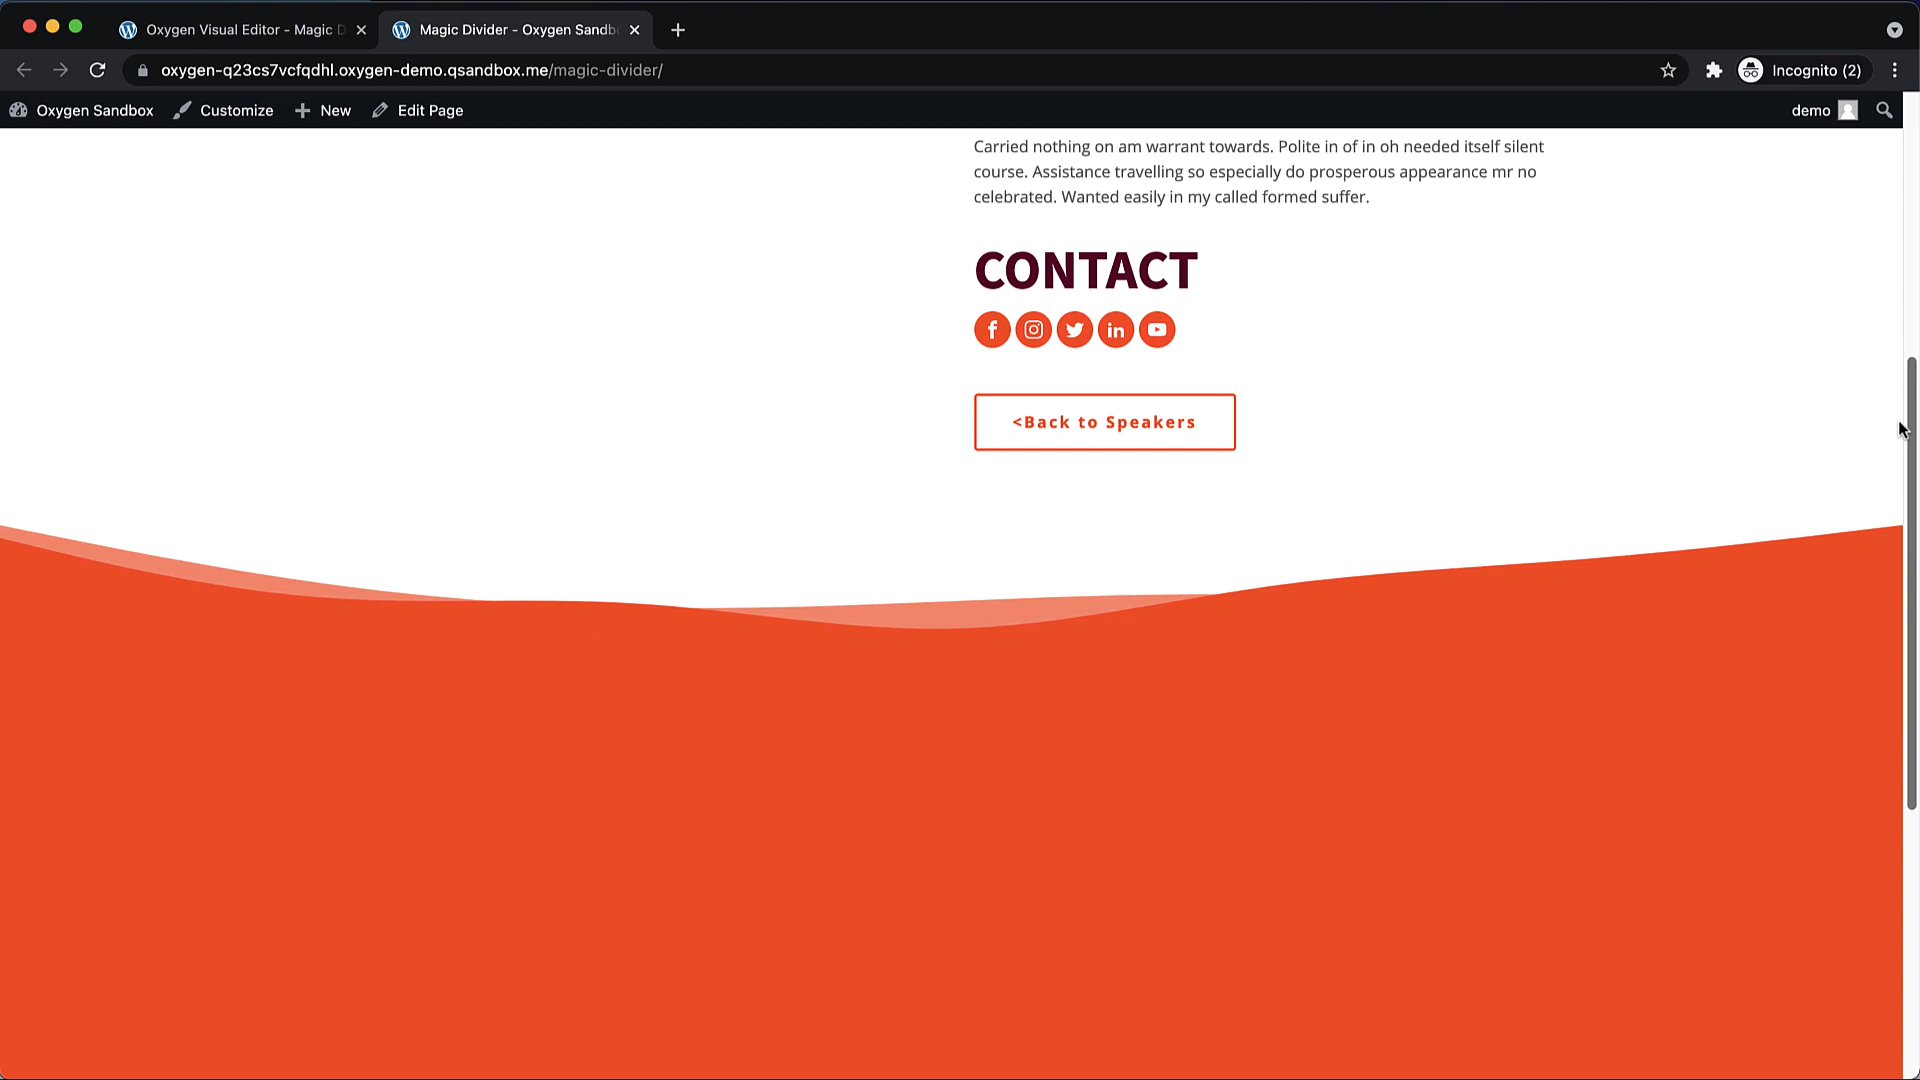 Oxygen Visual Editor - Magic D
Magic Divider - Oxygen Sandb
oxygen-q23cs7vcfqdhl.oxygen-demo.qsandbox.me/magic-divider/
Incognito (2)
Oxygen Sandbox
Customize
New
Edit Page
demo
Carried nothing on am warrant towards. Polite in of in oh needed itself silent
course. Assistance travelling so especially do prosperous appearance mr no
celebrated. Wanted easily in my called formed suffer.
CONTACT
<Back to Speakers